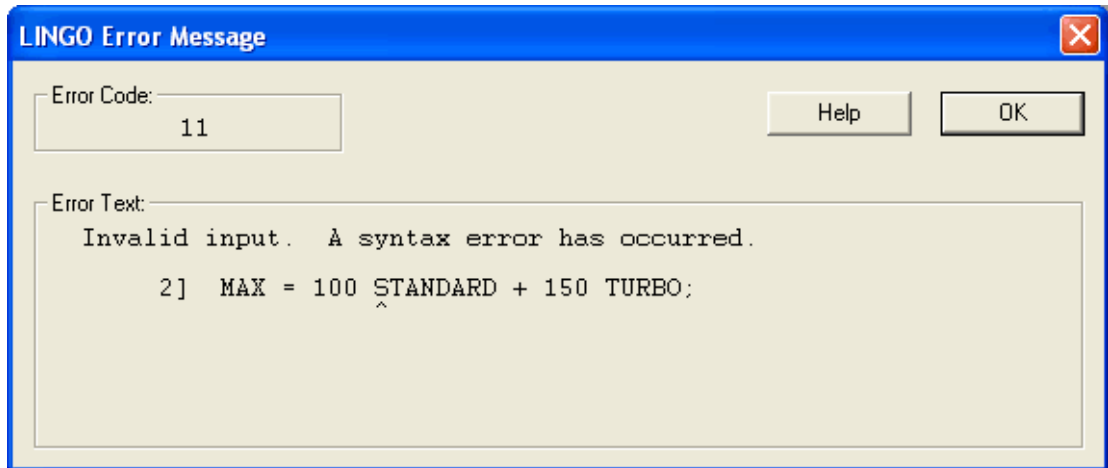 LINGO Error Message
Error Code:
11
Help
OK
Error Text:
Invalid input. A syntax error has occurred.
2] MAX = 100 STANDARD + 150 TURBO;
^